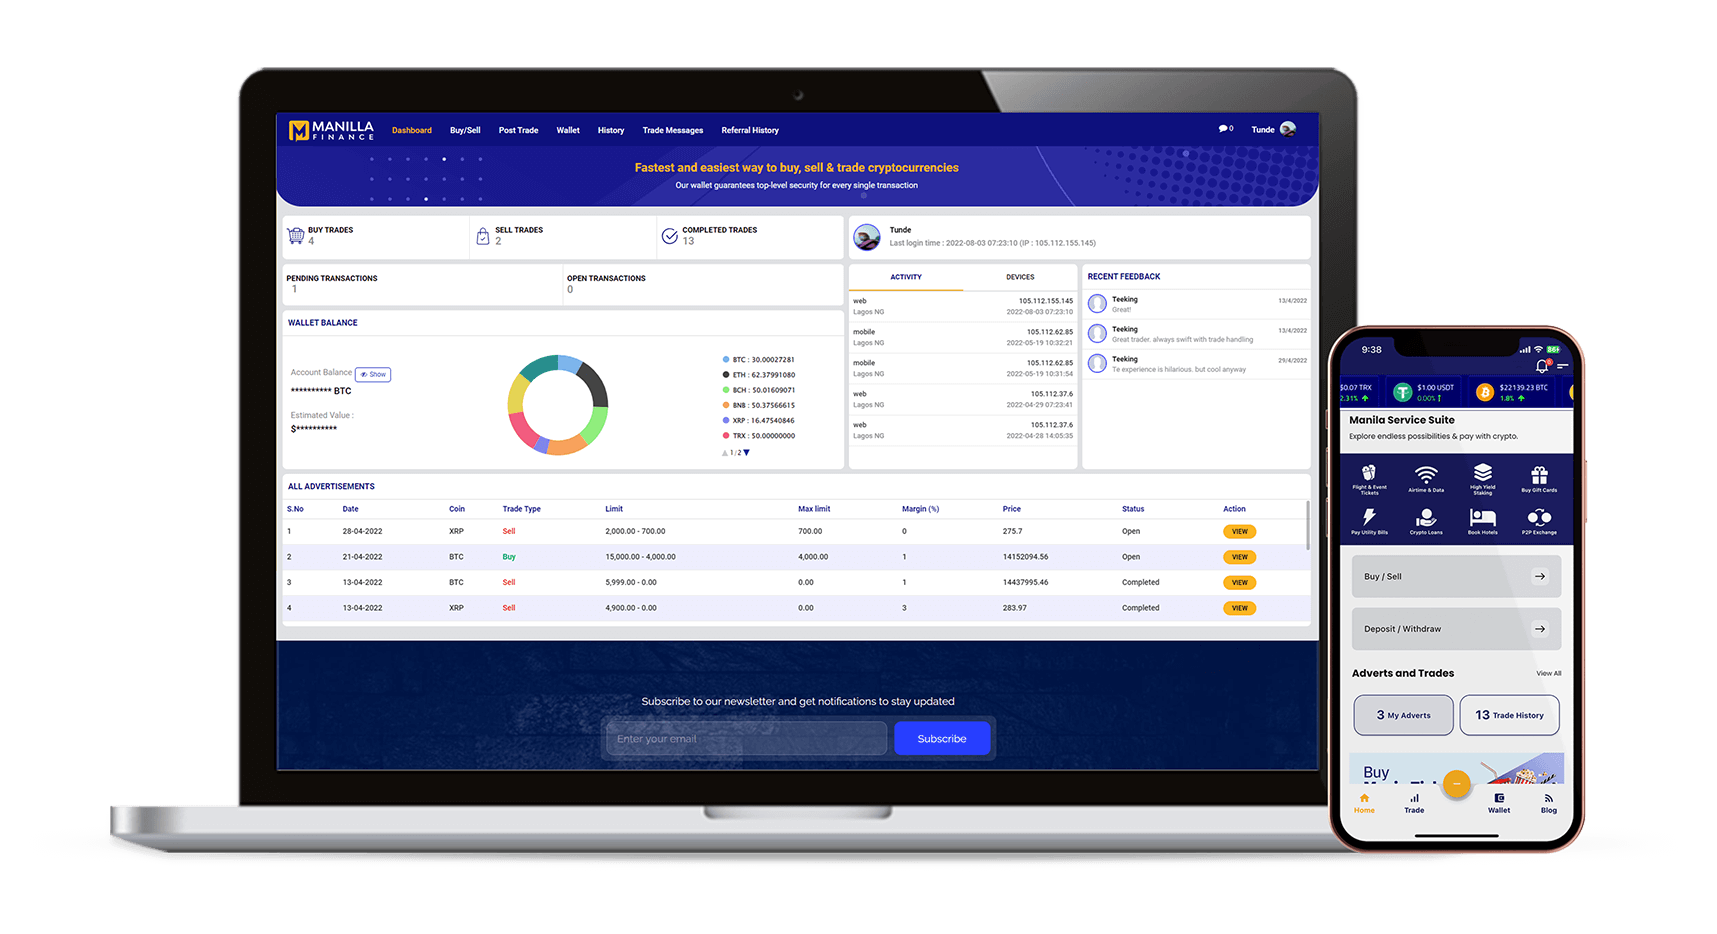 MANILLA
FINANCE
Dashboard Buy/Sell Post Trade Wallet History Trade Messages Referral History
0 Tunde
Fastest and easiest way to buy, sell & trade cryptocurrencies
Our wallet guarantees top-level security for every single transaction
BUY TRADES
4
SELL TRADES
2
COMPLETED TRADES
13
Tunde
Last login time : 2022-08-03 07:23:10 (IP : 105.112.155.145)
PENDING TRANSACTIONS
1
OPEN TRANSACTIONS
0
WALLET BALANCE
Account Balance Show
********** BTC
Estimated Value :
$**********
BTC : 30.00027281
ETH : 62.37991080
BCH : 50.01609071
BNB : 50.37566615
XRP : 16.47540846
TRX : 50.00000000
1/2
ACTIVITY DEVICES
web 105.112.155.145
Lagos NG 2022-08-03 07:23:10
mobile 105.112.62.85
Lagos NG 2022-05-19 10:32:21
mobile 105.112.62.85
Lagos NG 2022-05-19 10:31:54
web 105.112.37.6
Lagos NG 2022-04-29 07:23:41
web 105.112.37.6
Lagos NG 2022-04-28 14:05:35
RECENT FEEDBACK
Teeking 13/4/2022
Great!
Teeking 13/4/2022
Great trader. always swift with trade handling
Teeking 29/4/2022
Te experience is hilarious. but cool anyway
ALL ADVERTISEMENTS
S.No Date Coin Trade Type Limit Max limit Margin (%) Price Status Action
1 28-04-2022 XRP Sell 2,000.00 - 700.00 700.00 0 275.7 Open VIEW
2 21-04-2022 BTC Buy 15,000.00 - 4,000.00 4,000.00 1 14152094.56 Open VIEW
3 13-04-2022 BTC Sell 5,999.00 - 0.00 0.00 1 14437995.46 Completed VIEW
4 13-04-2022 XRP Sell 4,900.00 - 0.00 0.00 3 283.97 Completed VIEW
Subscribe to our newsletter and get notifications to stay updated
Enter your email Subscribe
9:38
$0.07 TRX $1.00 USDT $22139.23 BTC
2.31% 0.00% 1.8%
Manila Service Suite
Explore endless possibilities & pay with crypto.
Flight & Event
Tickets
Airtime & Data
High Yield
Staking
Buy Gift Cards
Pay Utility Bills Crypto Loans Book Hotels P2P Exchange
Buy / Sell
Deposit / Withdraw
Adverts and Trades View All
3 My Adverts 13 Trade History
Buy
Home Trade Wallet Blog